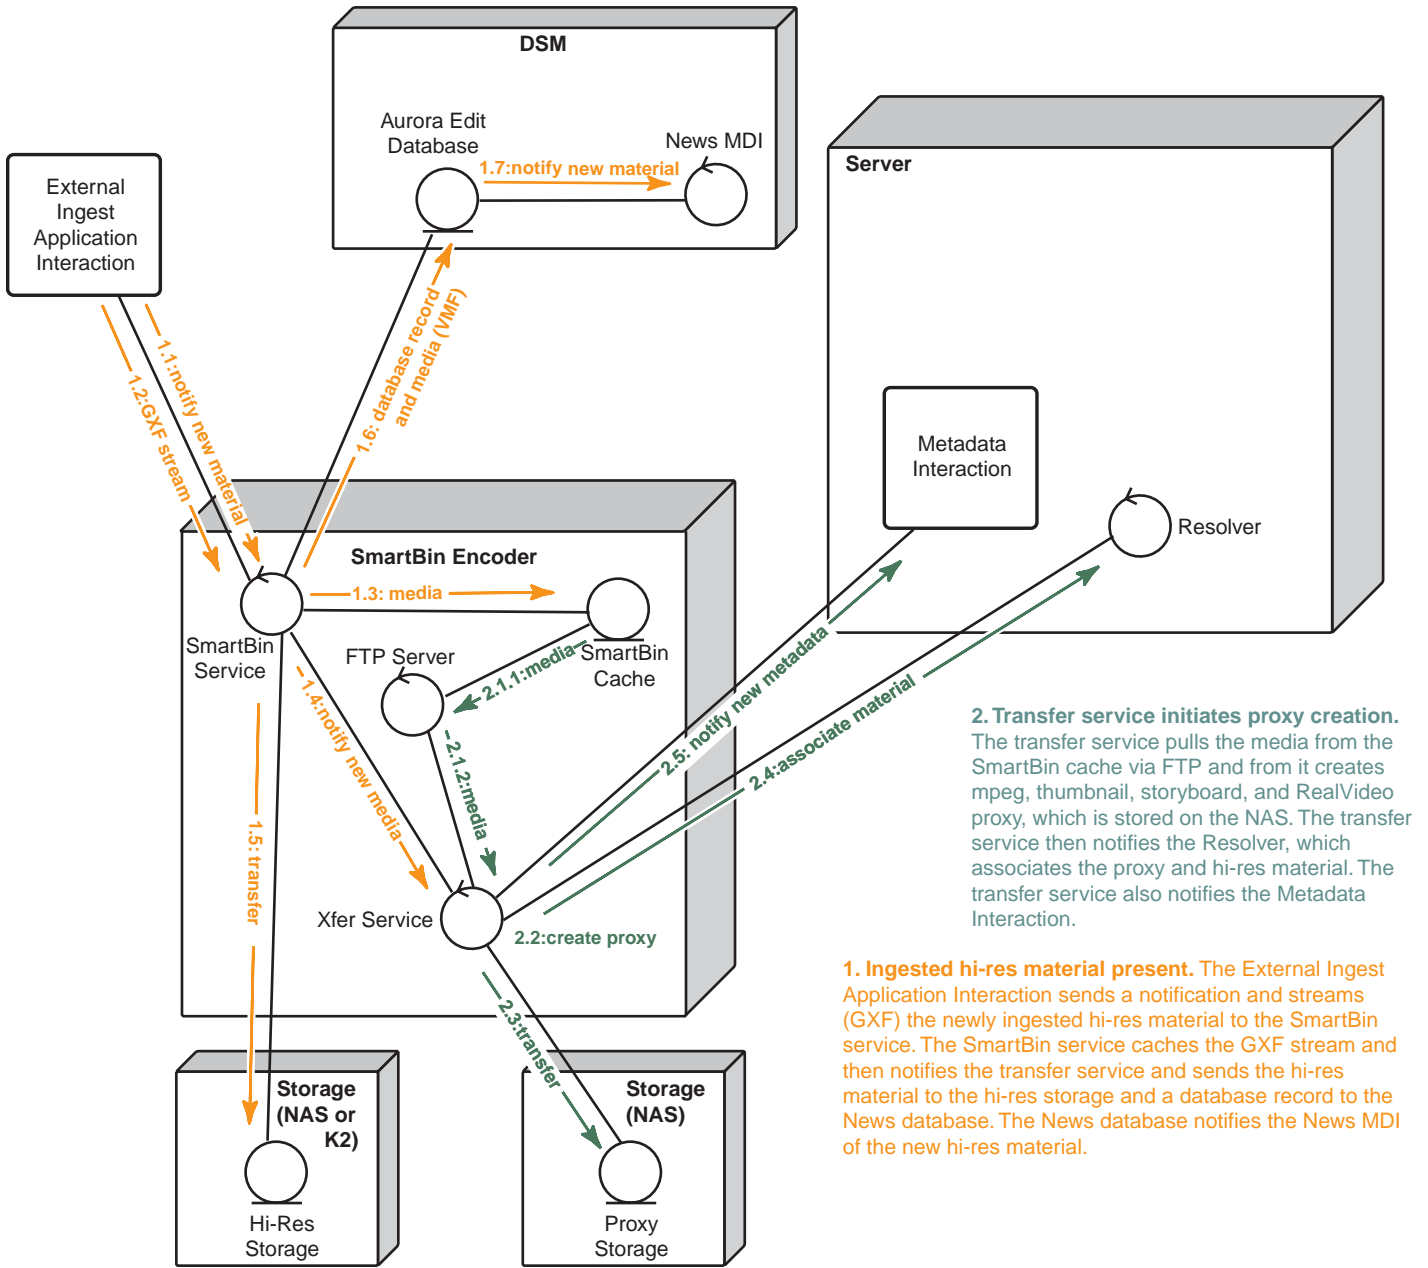 DSM
Aurora Edit
Database
News MDI
1.7:notify new material
Server
External
Ingest
Application
Interaction
1.1:notify new material
1.2:GXF stream
1.6: database record
and media (VMF)
Metadata
Interaction
Resolver
SmartBin Encoder
1.3: media
SmartBin
Service
FTP Server
SmartBin
Cache
2.1.1:media
1.4:notify new media
2.1.2:media
2.5: notify new metadata
2.4:associate material
1.5: transfer
Xfer Service
2.2:create proxy
2.3:transfer
Storage
(NAS or
K2)
Hi-Res
Storage
Storage
(NAS)
Proxy
Storage
2. Transfer service initiates proxy creation.
The transfer service pulls the media from the
SmartBin cache via FTP and from it creates
mpeg, thumbnail, storyboard, and RealVideo
proxy, which is stored on the NAS. The transfer
service then notifies the Resolver, which
associates the proxy and hi-res material. The
transfer service also notifies the Metadata
Interaction.
1. Ingested hi-res material present. The External Ingest
Application Interaction sends a notification and streams
(GXF) the newly ingested hi-res material to the SmartBin
service. The SmartBin service caches the GXF stream and
then notifies the transfer service and sends the hi-res
material to the hi-res storage and a database record to the
News database. The News database notifies the News MDI
of the new hi-res material.